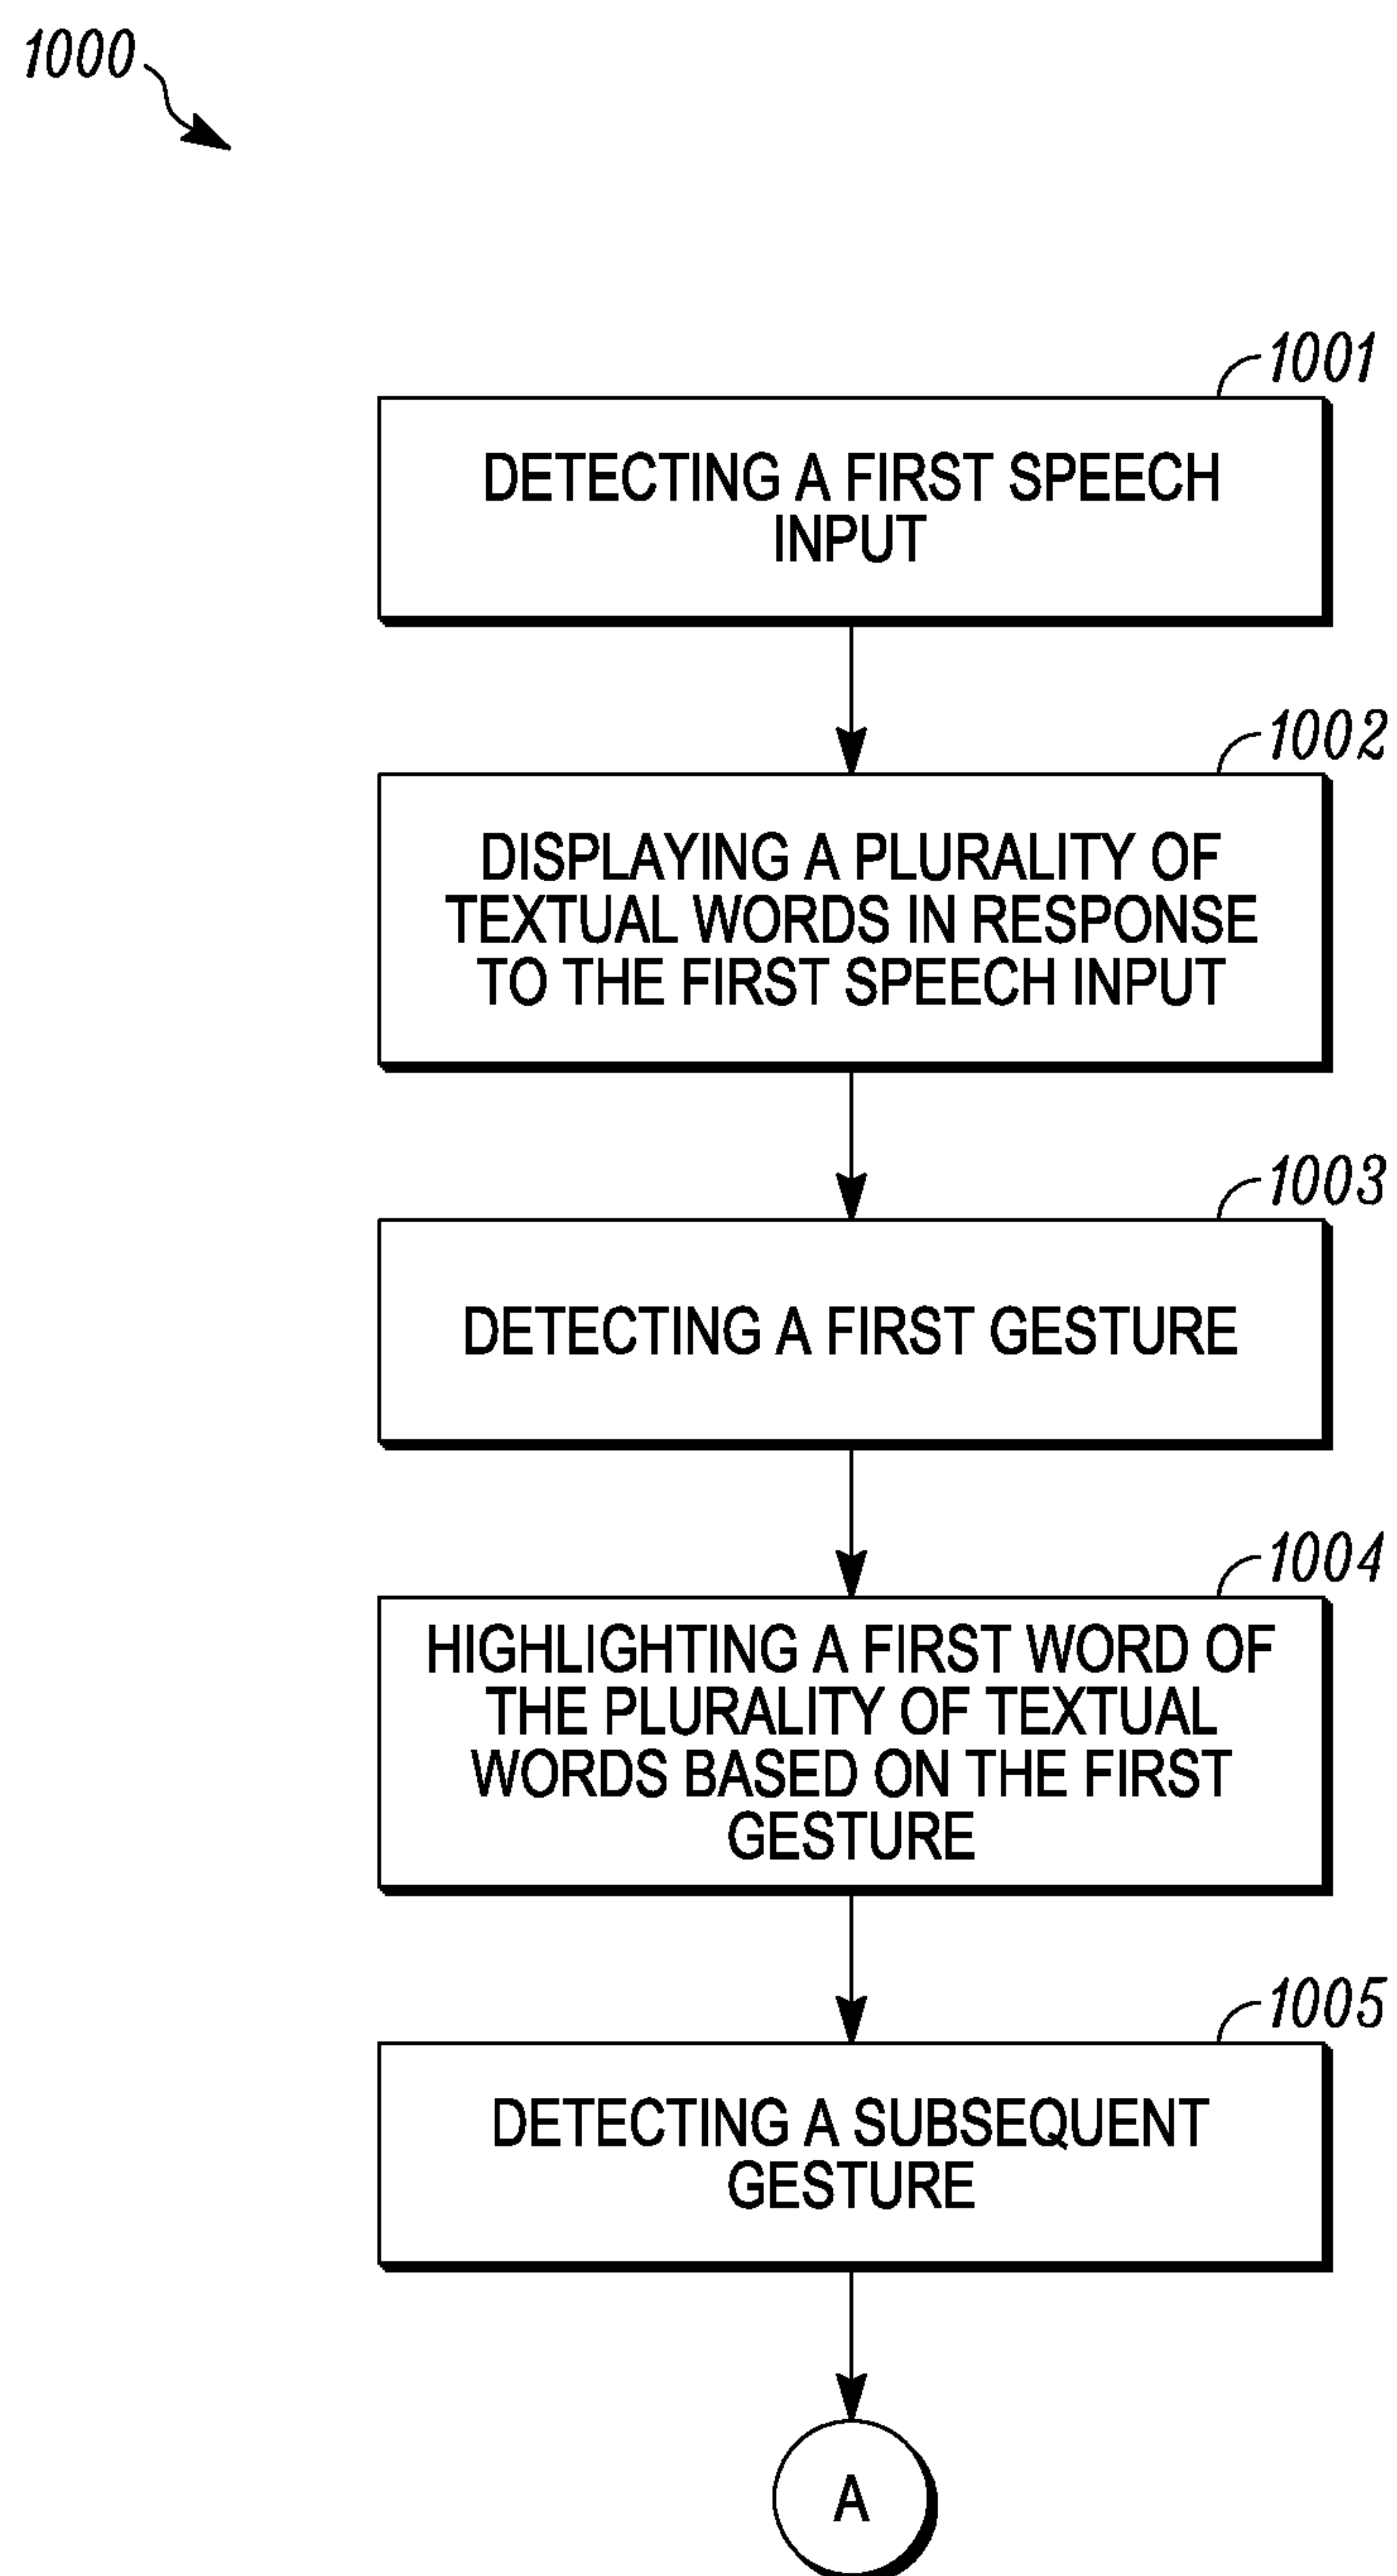 1000
1001
DETECTING A FIRST SPEECH
INPUT
1002
DISPLAYING A PLURALITY OF
TEXTUAL WORDS IN RESPONSE
TO THE FIRST SPEECH INPUT
1003
DETECTING A FIRST GESTURE
1004
HIGHLIGHTING A FIRST WORD OF
THE PLURALITY OF TEXTUAL
WORDS BASED ON THE FIRST
GESTURE
1005
DETECTING A SUBSEQUENT
GESTURE
A